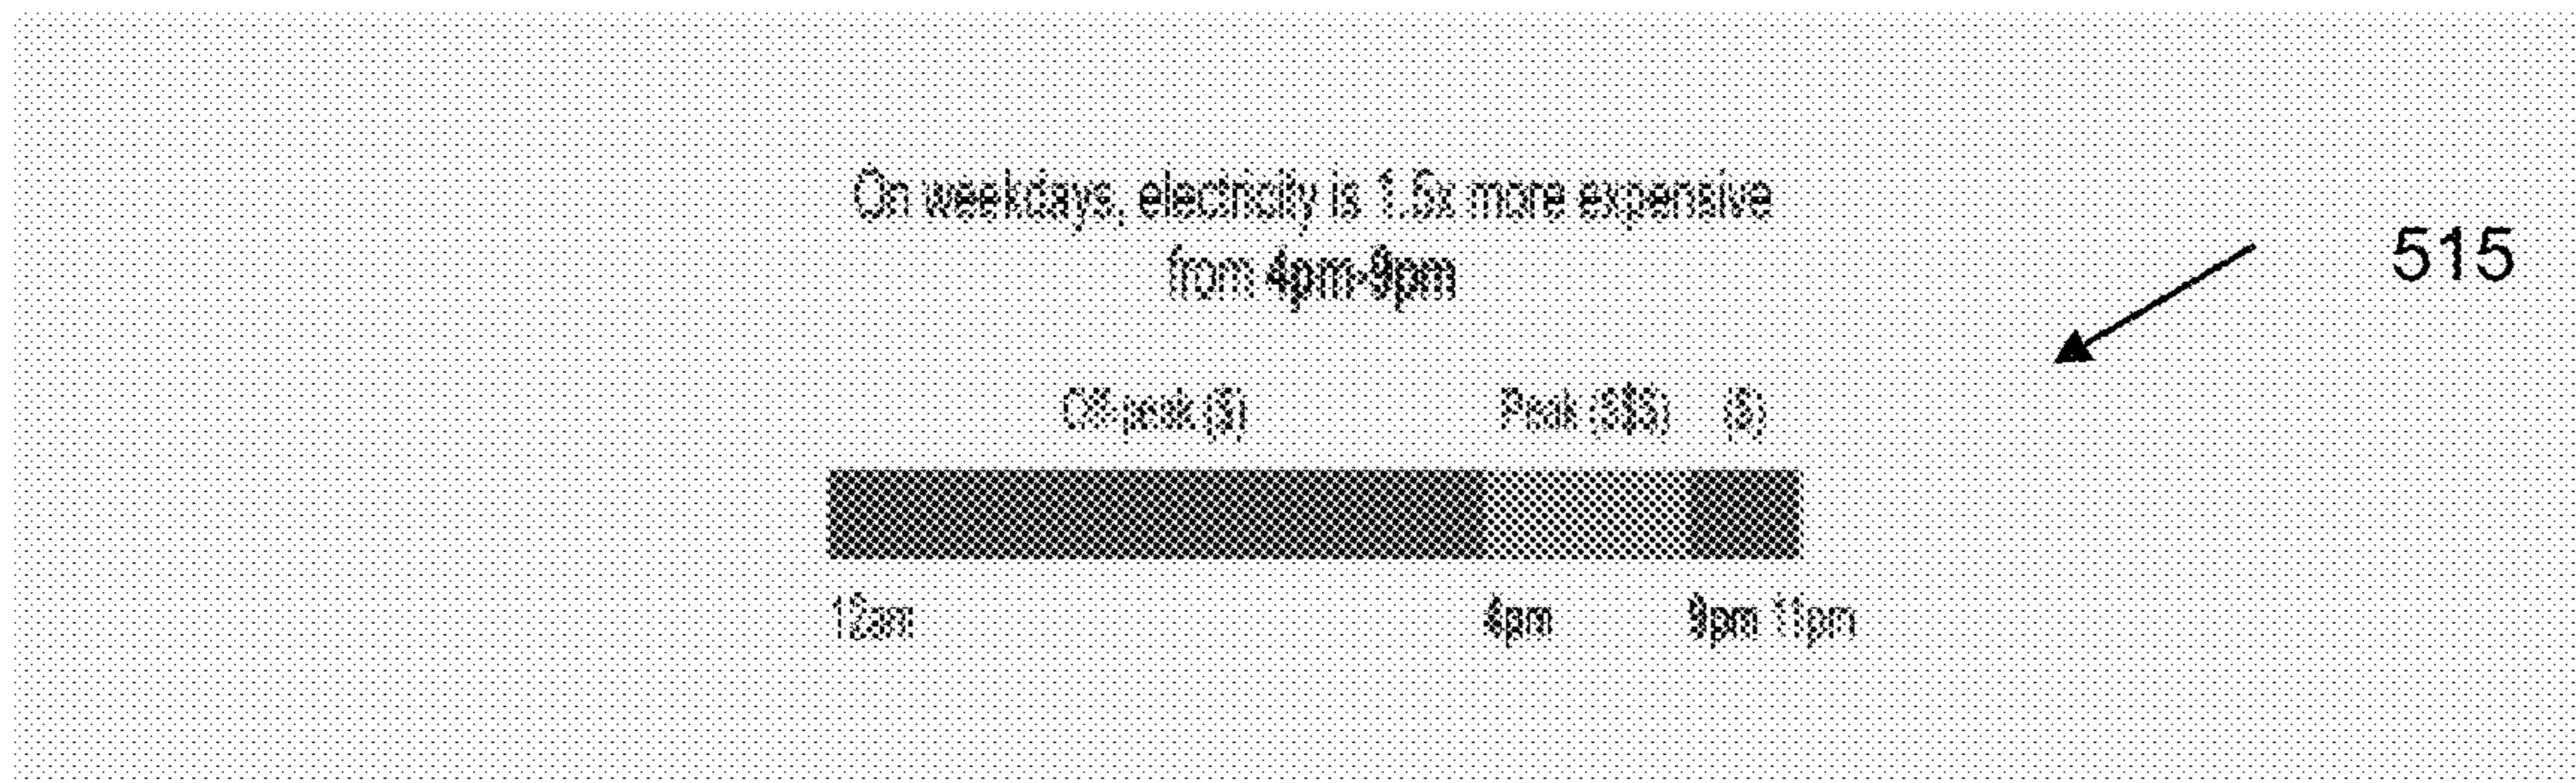 On weekdays, electricity is 1.5x more expensive
from 4pm-9pm
515
Off-peak ($) Peak ($$$) ($)
12am 4pm 9pm 11pm